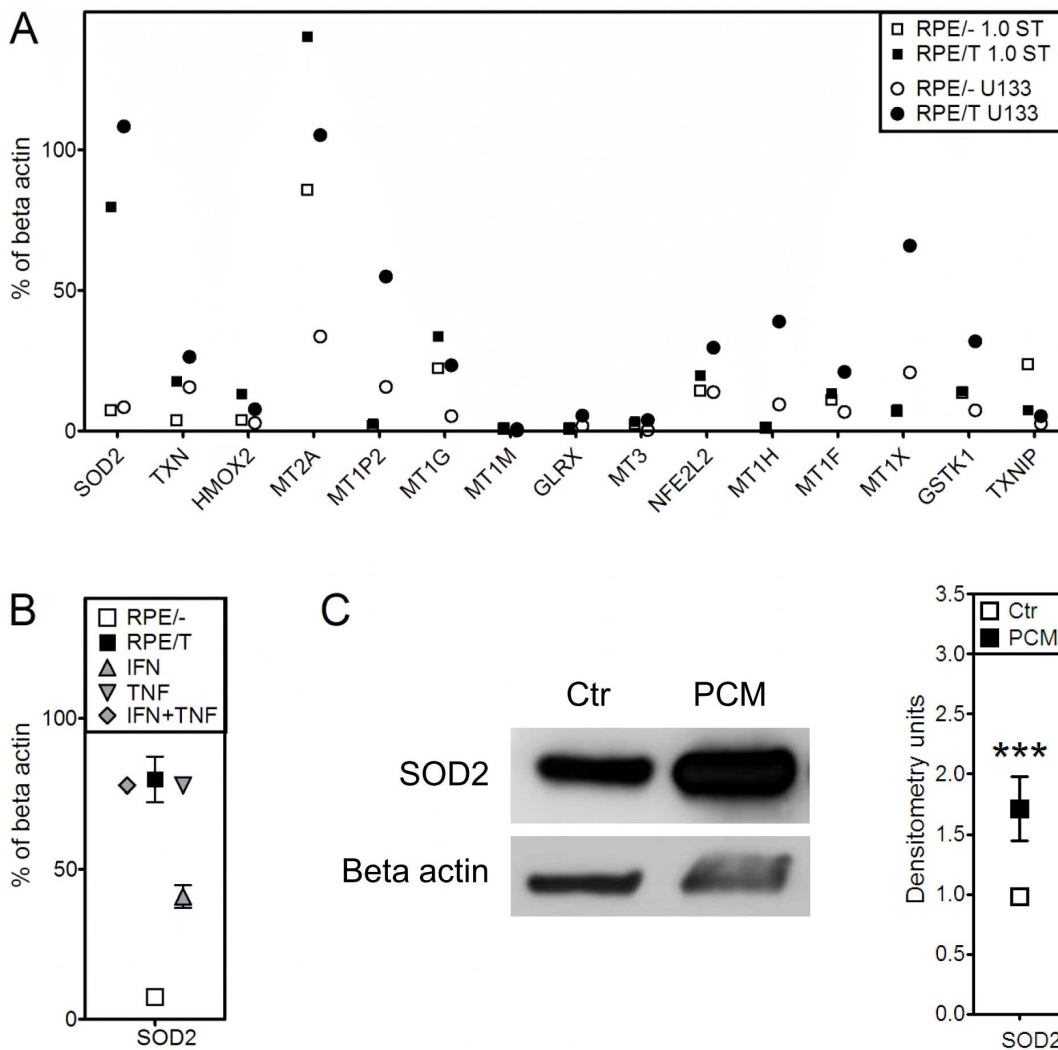 A
RPE/- 1.0 ST
RPE/T 1.0 ST
RPE/- U133
RPE/T U133
% of beta actin
100
50
0
SOD2 TXN HMOX2 MT2A MT1P2 MT1G MT1M GLRX MT3 NFE2L2 MT1H MT1F MT1X GSTK1 TXNIP
B
RPE/-
RPE/T
IFN
TNF
IFN+TNF
% of beta actin
100
50
0
SOD2
C
Ctr PCM
SOD2
Beta actin
Ctr
PCM
Densitometry units
3.5
3.0
2.5
2.0
1.5
1.0
0.5
0.0
***
SOD2